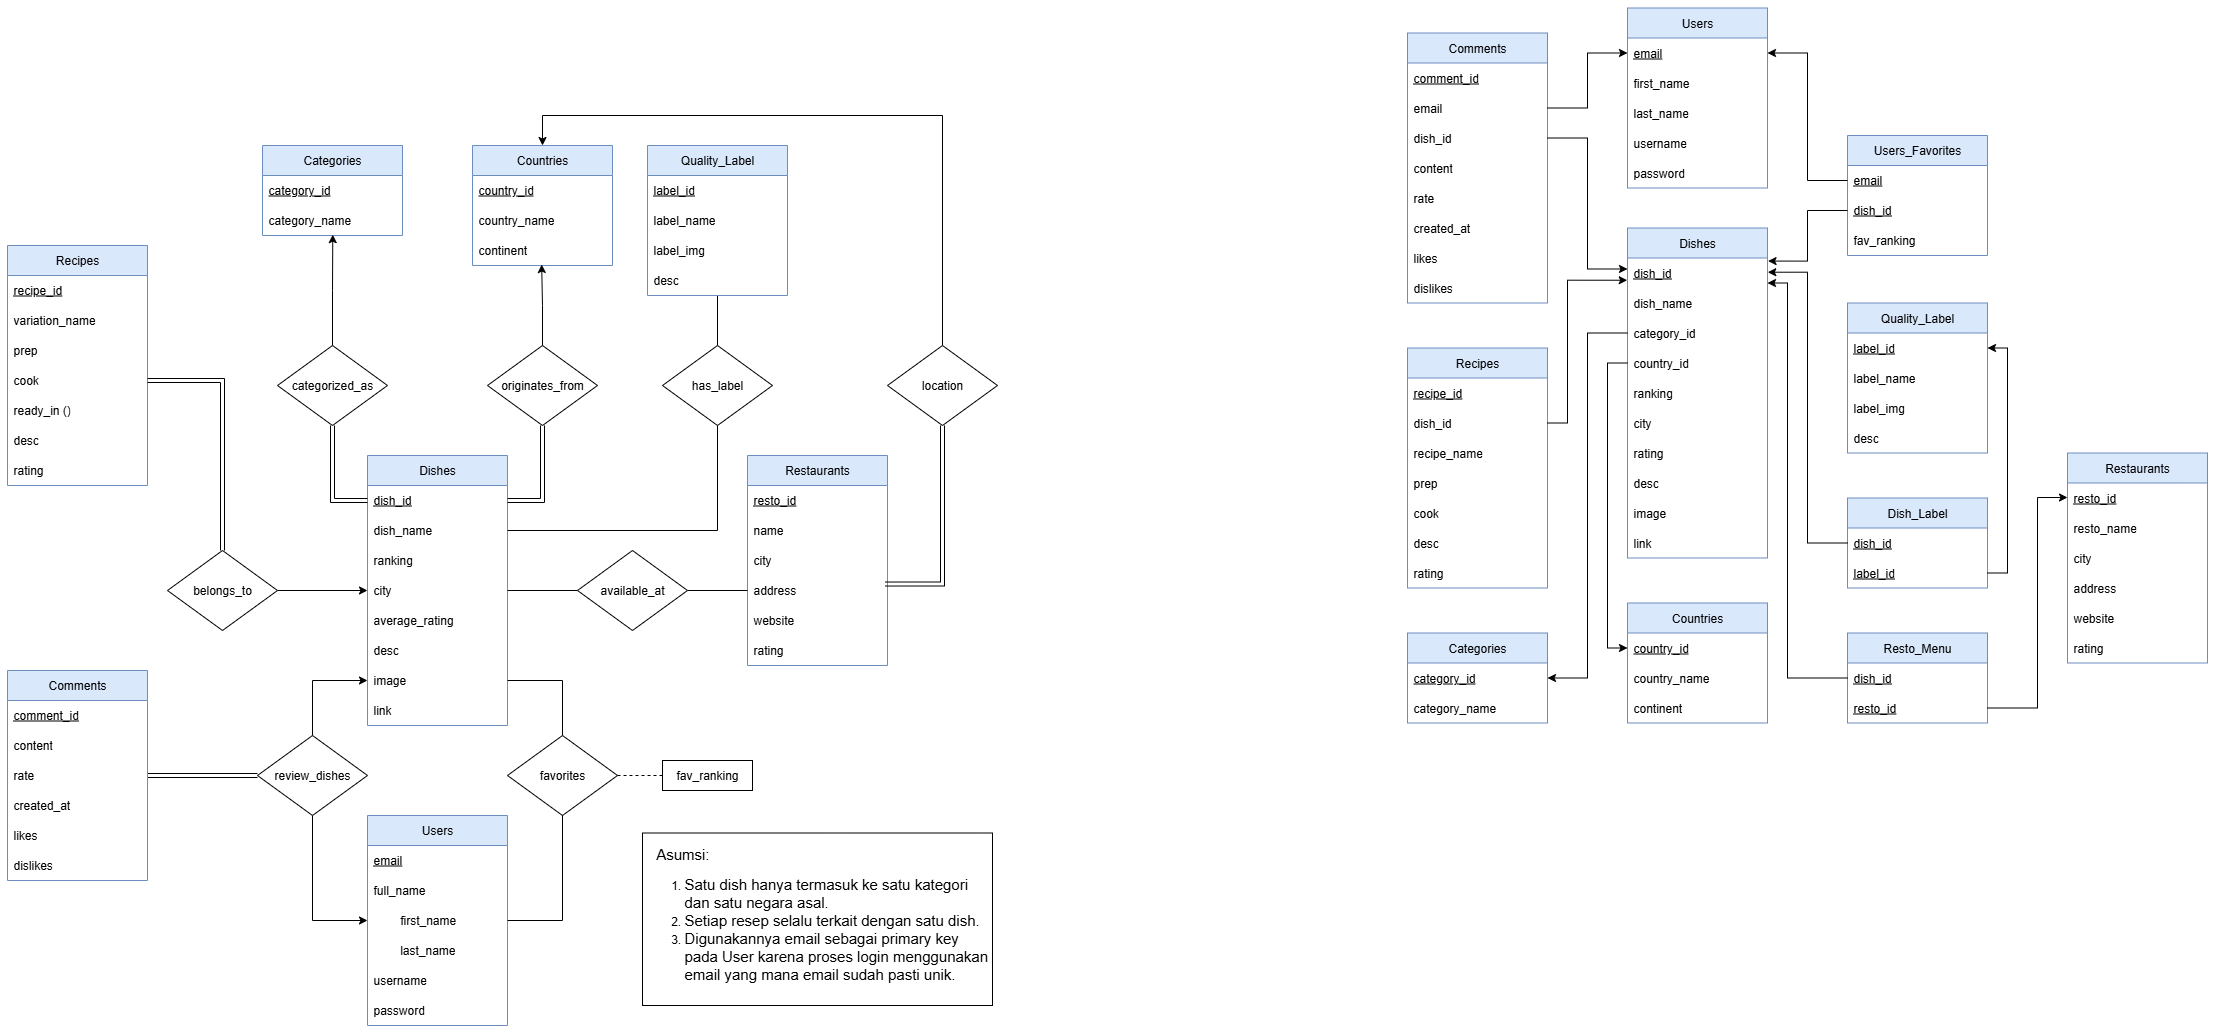 Categories
category_id
category_name
Countries
country_id
country_name
continent
Quality_Label
label_id
label_name
label_img
desc
Recipes
recipe_id
variation_name
prep
cook
ready_in ()
desc
rating
categorized_as
originates_from
has_label
location
Dishes
dish_id
dish_name
ranking
city
average_rating
desc
image
link
Restaurants
resto_id
name
city
address
website
rating
belongs_to
available_at
Comments
comment_id
content
rate
created_at
likes
dislikes
review_dishes
favorites
fav_ranking
Users
email
full_name
first_name
last_name
username
password
Asumsi:
1. Satu dish hanya termasuk ke satu kategori
dan satu negara asal.
2. Setiap resep selalu terkait dengan satu dish.
3. Digunakannya email sebagai primary key
pada User karena proses login menggunakan
email yang mana email sudah pasti unik.
Comments
comment_id
email
dish_id
content
rate
created_at
likes
dislikes
Users
email
first_name
last_name
username
password
Users_Favorites
email
dish_id
fav_ranking
Dishes
dish_id
dish_name
category_id
country_id
ranking
city
rating
desc
image
link
Recipes
recipe_id
dish_id
recipe_name
prep
cook
desc
rating
Quality_Label
label_id
label_name
label_img
desc
Dish_Label
dish_id
label_id
Restaurants
resto_id
resto_name
city
address
website
rating
Categories
category_id
category_name
Countries
country_id
country_name
continent
Resto_Menu
dish_id
resto_id